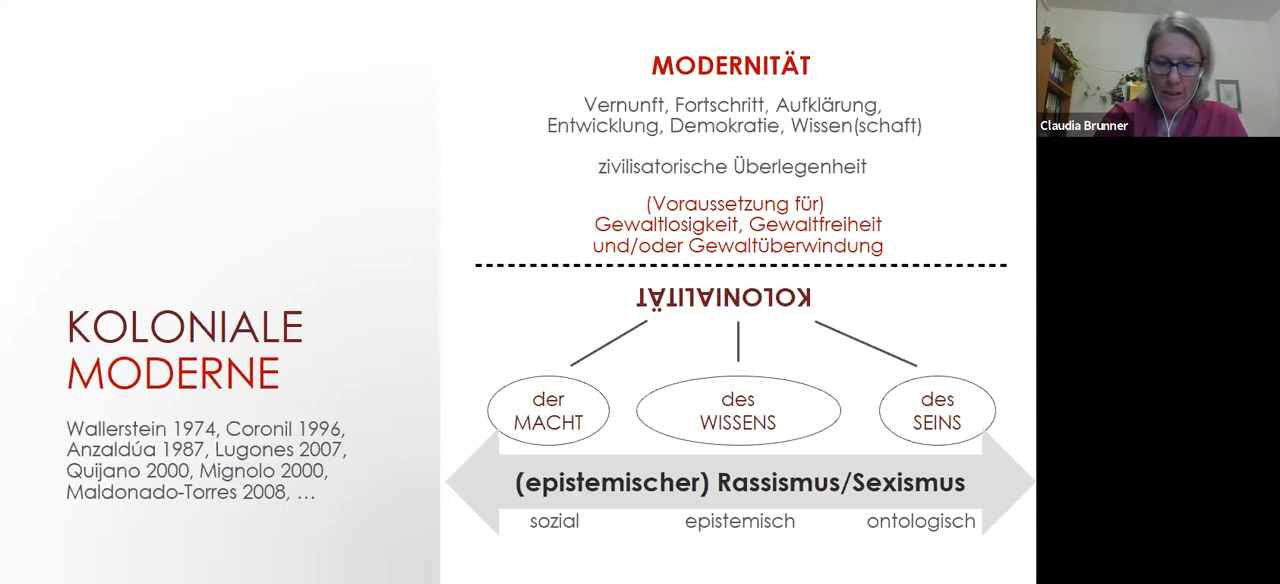 KOLONIALE
MODERNE
Wallerstein 1974, Coronil 1996,
Anzaldúa 1987, Lugones 2007,
Quijano 2000, Mignolo 2000,
Maldonado-Torres 2008, …
MODERNITÄT
Vernunft, Fortschritt, Aufklärung,
Entwicklung, Demokratie, Wissen(schaft)
zivilisatorische Überlegenheit
(Voraussetzung für)
Gewaltlosigkeit, Gewaltfreiheit
und/oder Gewaltüberwindung
KOLONIALITÄT
der
MACHT
des
WISSENS
des
SEINS
(epistemischer) Rassismus/Sexismus
sozial
epistemisch
ontologisch
Claudia Brunner